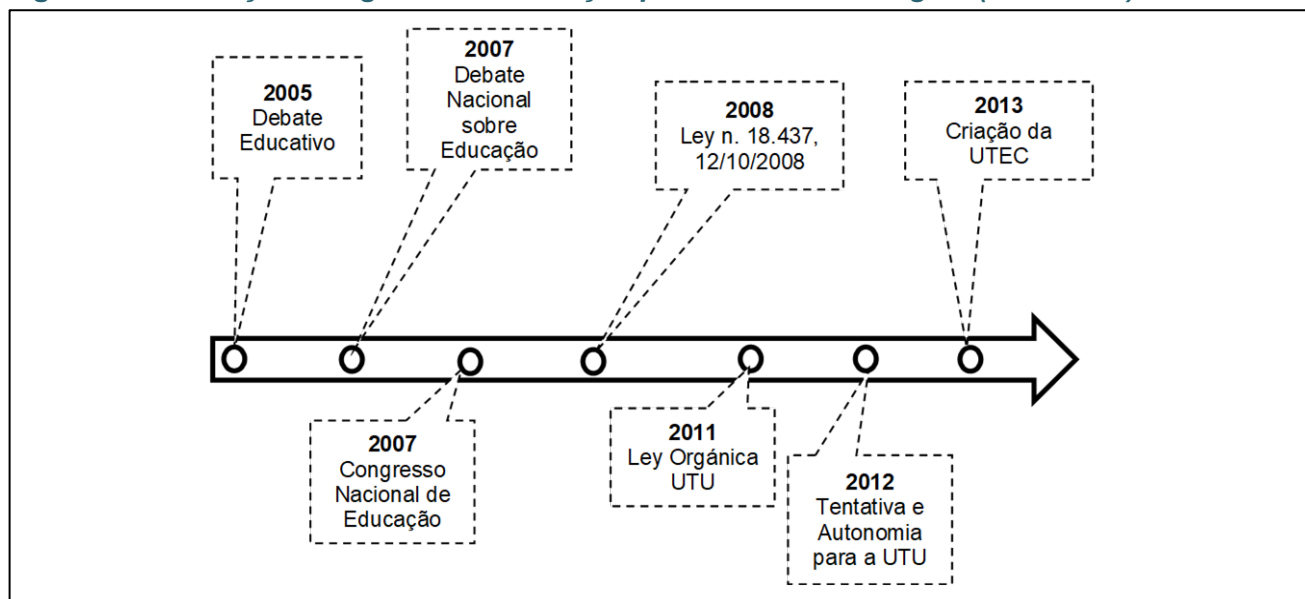 2005
Debate
Educativo
2007
Debate
Nacional
sobre
Educação
2007
Congresso
Nacional de
Educação
2008
Ley n. 18.437,
12/10/2008
2011
Ley Orgánica
UTU
2012
Tentativa e
Autonomia
para a UTU
2013
Criação da
UTEC